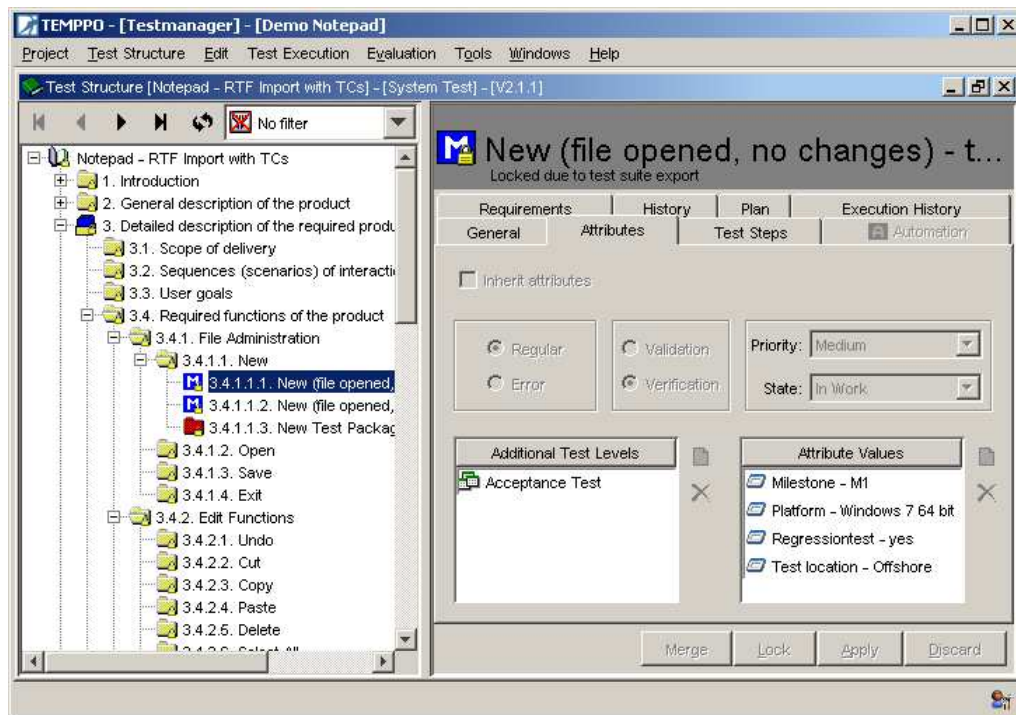 TEMPPO - [Testmanager] - [Demo Notepad]
Project Test Structure Edit Test Execution Evaluation Tools Windows Help
Test Structure [Notepad - RTF Import with TCs] - [System Test] - [V2.1.1]
No filter
Notepad - RTF Import with TCs
1. Introduction
2. General description of the product
3. Detailed description of the required produ
3.1. Scope of delivery
3.2. Sequences (scenarios) of interacti
3.3. User goals
3.4. Required functions of the product
3.4.1. File Administration
3.4.1.1. New
3.4.1.1.1. New (file opened,
3.4.1.1.2. New (file opened,
3.4.1.1.3. New Test Packag
3.4.1.2. Open
3.4.1.3. Save
3.4.1.4. Exit
3.4.2. Edit Functions
3.4.2.1. Undo
3.4.2.2. Cut
3.4.2.3. Copy
3.4.2.4. Paste
3.4.2.5. Delete
3.4.2.6. Select All
New (file opened, no changes) - t...
Locked due to test suite export
Requirements History Plan Execution History
General Attributes Test Steps Automation
Inherit attributes
Regular Validation Priority: Medium
Error Verification State: In Work
Additional Test Levels Attribute Values
Acceptance Test
Milestone - M1
Platform - Windows 7 64 bit
Regressiontest - yes
Test location - Offshore
Merge Lock Apply Discard